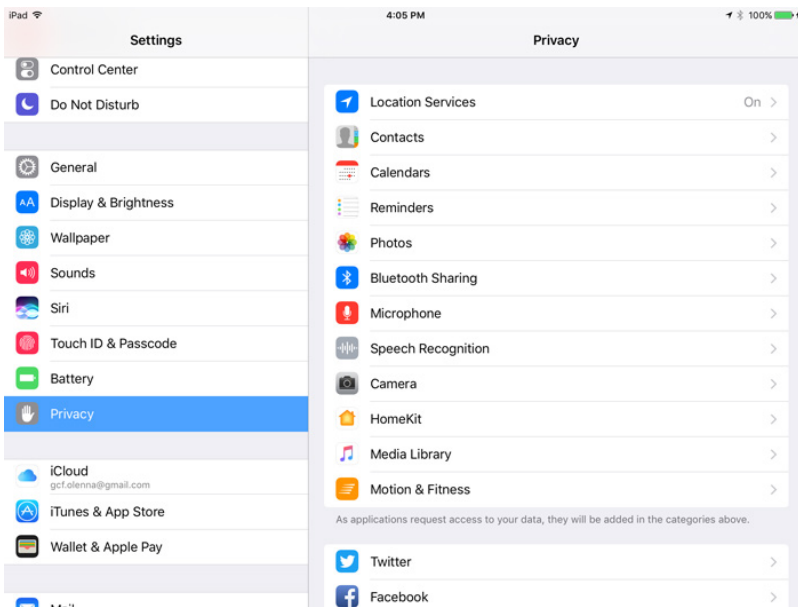 iPad
4:05 PM
100%
Settings
Privacy
Control Center
Do Not Disturb
General
AA
Display & Brightness
Wallpaper
Sounds
Siri
Touch ID & Passcode
Battery
Privacy
iCloud
gcf.olenna@gmail.com
iTunes & App Store
Wallet & Apple Pay
Location Services
On
Contacts
Calendars
Reminders
Photos
Bluetooth Sharing
Microphone
Speech Recognition
Camera
HomeKit
Media Library
Motion & Fitness
As applications request access to your data, they will be added in the categories above.
Twitter
Facebook